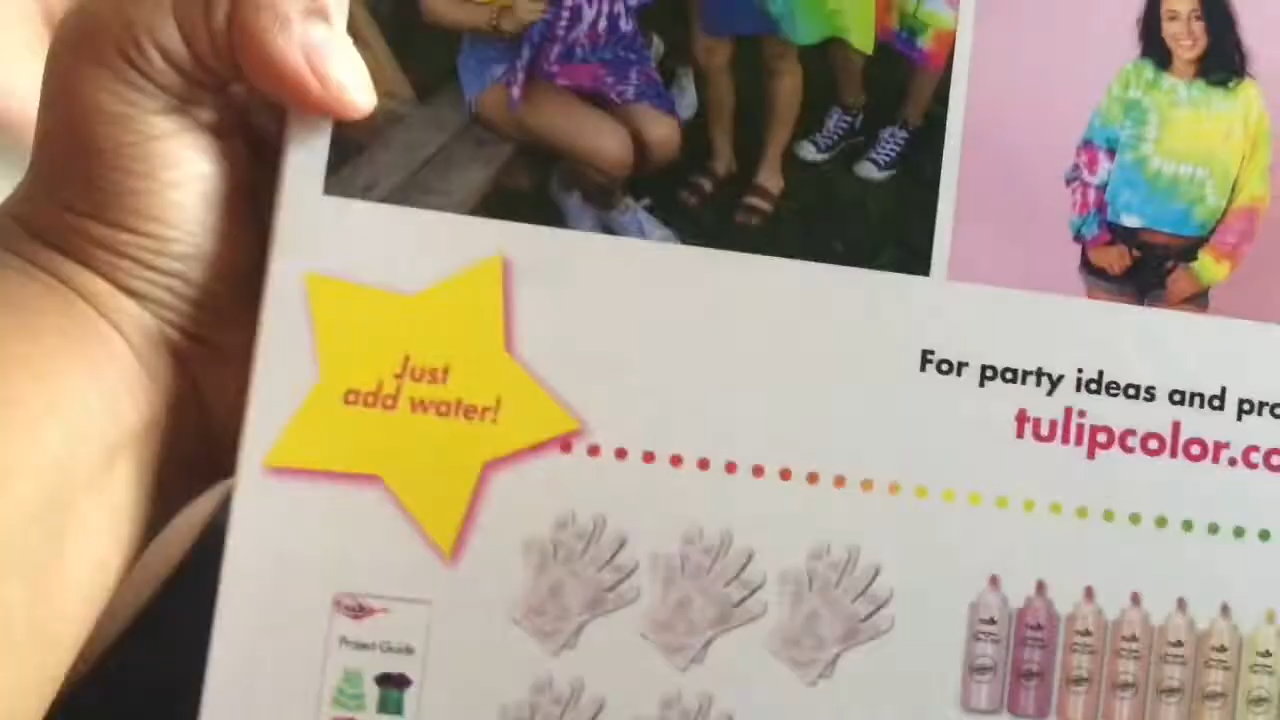 Just
add water!
For party ideas and pro
tulipcolor.co
Project Guide